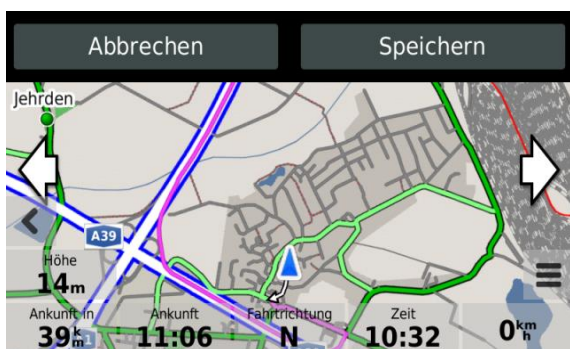 Abbrechen Speichern
Jehrden
A39
Höhe
14m
Ankunft in Ankunft Fahrtrichtung Zeit
39km 11:06 N 10:32 0km/h